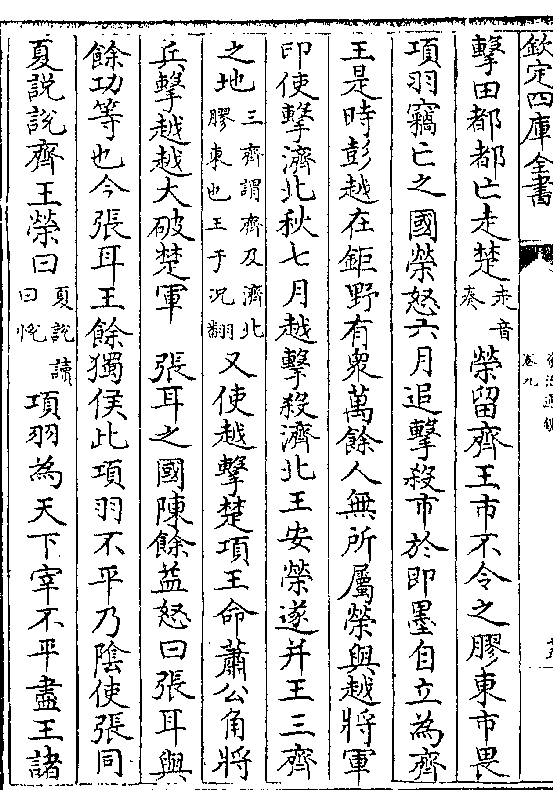 欽定四庫全書
卷九
擊田都都亡走楚走音奏榮留齊王市不令之膠東市畏
項羽竊亡之國榮怒六月追擊殺市於即墨自立為齊
王是時彭越在鉅野有衆萬餘人無所屬榮與越將軍
印使擊濟北秋七月越擊殺濟北王安榮遂并王三齊
之地三齊謂齊及濟北膠東也王于況翻又使越擊楚項王命蕭公角將
兵擊越越大破楚軍 張耳之國陳餘益怒曰張耳與
餘功等也今張耳王餘獨侯此項羽不平乃陰使張同
夏說說齊王榮曰夏說讀曰悅項羽為天下宰不平盡王諸